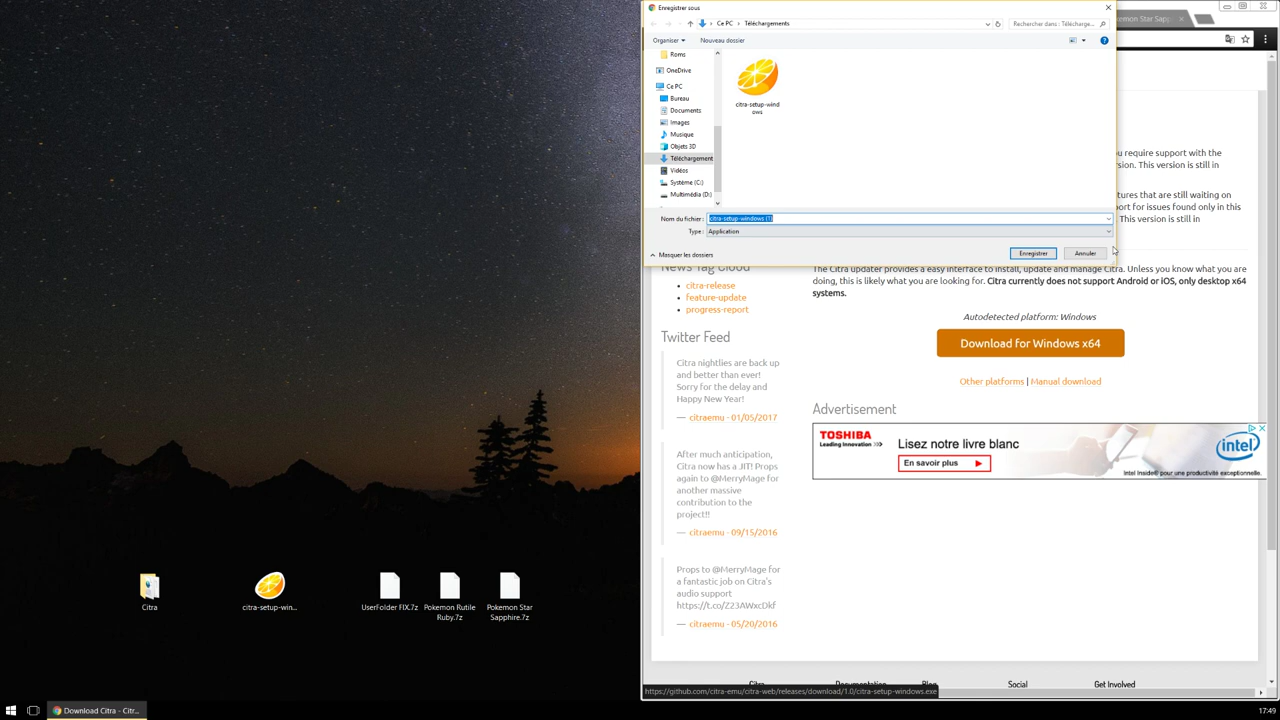 Enregistrer sous
Pokemon Star Sapp
Ce PC > Téléchargements
Rechercher dans : Télécharge...
Organiser
Nouveau dossier
Roms
OneDrive
Ce PC
Bureau
Documents
Images
Musique
Objets 3D
Téléchargement
Vidéos
Système (C:)
Multimédia (D:)
citra-setup-wind
ows
Nom du fichier : citra-setup-windows (1)
Type : Application
Masquer les dossiers
Enregistrer
Annuler
u require support with the
rsion. This version is still in
tures that are still waiting on
port for issues found only in this
This version is still in
News Tag Cloud
citra-release
feature-update
progress-report
Twitter Feed
Citra nightlies are back up
and better than ever!
Sorry for the delay and
Happy New Year!
— citraemu - 01/05/2017
After much anticipation,
Citra now has a JIT! Props
again to @MerryMage for
another massive
contribution to the
project!!
— citraemu - 09/15/2016
Props to @MerryMage for
a fantastic job on Citra's
audio support
https://t.co/Z23AWxcDkf
— citraemu - 05/20/2016
The Citra updater provides a easy interface to install, update and manage Citra. Unless you know what you are
doing, this is likely what you are looking for. Citra currently does not support Android or iOS, only desktop x64
systems.
Autodetected platform: Windows
Download for Windows x64
Other platforms | Manual download
Advertisement
TOSHIBA
Leading Innovation >>>
Lisez notre livre blanc
En savoir plus
intel
Intel Inside® pour une productivité exceptionnelle.
Citra
Documentation
Blog
Social
Get Involved
https://github.com/citra-emu/citra-web/releases/download/1.0/citra-setup-windows.exe
Citra
citra-setup-win...
UserFolder FIX.7z
Pokemon Rutile
Ruby.7z
Pokemon Star
Sapphire.7z
Download Citra - Citr...
17:49